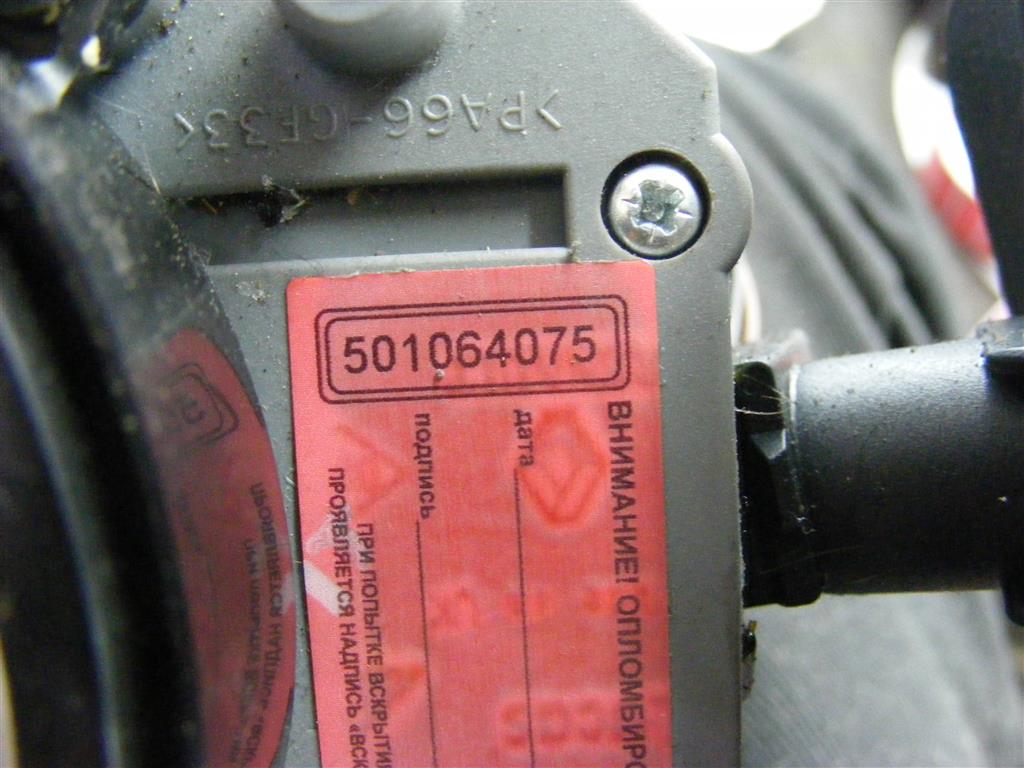 >PA66-GF33<
501064075
ВНИМАНИЕ! ОПЛОМБИРО
дата
подпись
ПРИ ПОПЫТКЕ ВСКРЫТИЯ
ПРОЯВЛЯЕТСЯ НАДПИСЬ «ВСК